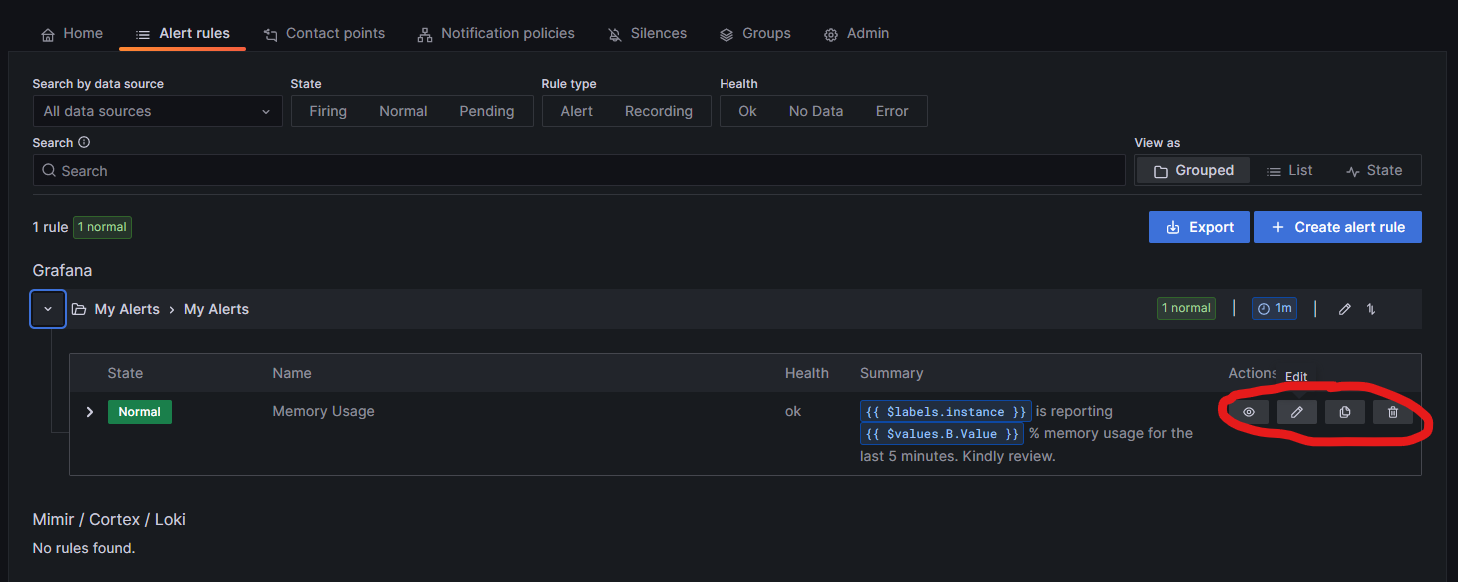 Home Alert rules Contact points Notification policies Silences Groups Admin
Search by data source State Rule type Health
All data sources Firing Normal Pending Alert Recording Ok No Data Error
Search View as
Search Grouped List State
1 rule 1 normal Export + Create alert rule
Grafana
My Alerts › My Alerts 1 normal 1m
State Name Health Summary Actions Edit
Normal Memory Usage ok {{ $labels.instance }} is reporting
{{ $values.B.Value }} % memory usage for the
last 5 minutes. Kindly review.
Mimir / Cortex / Loki
No rules found.